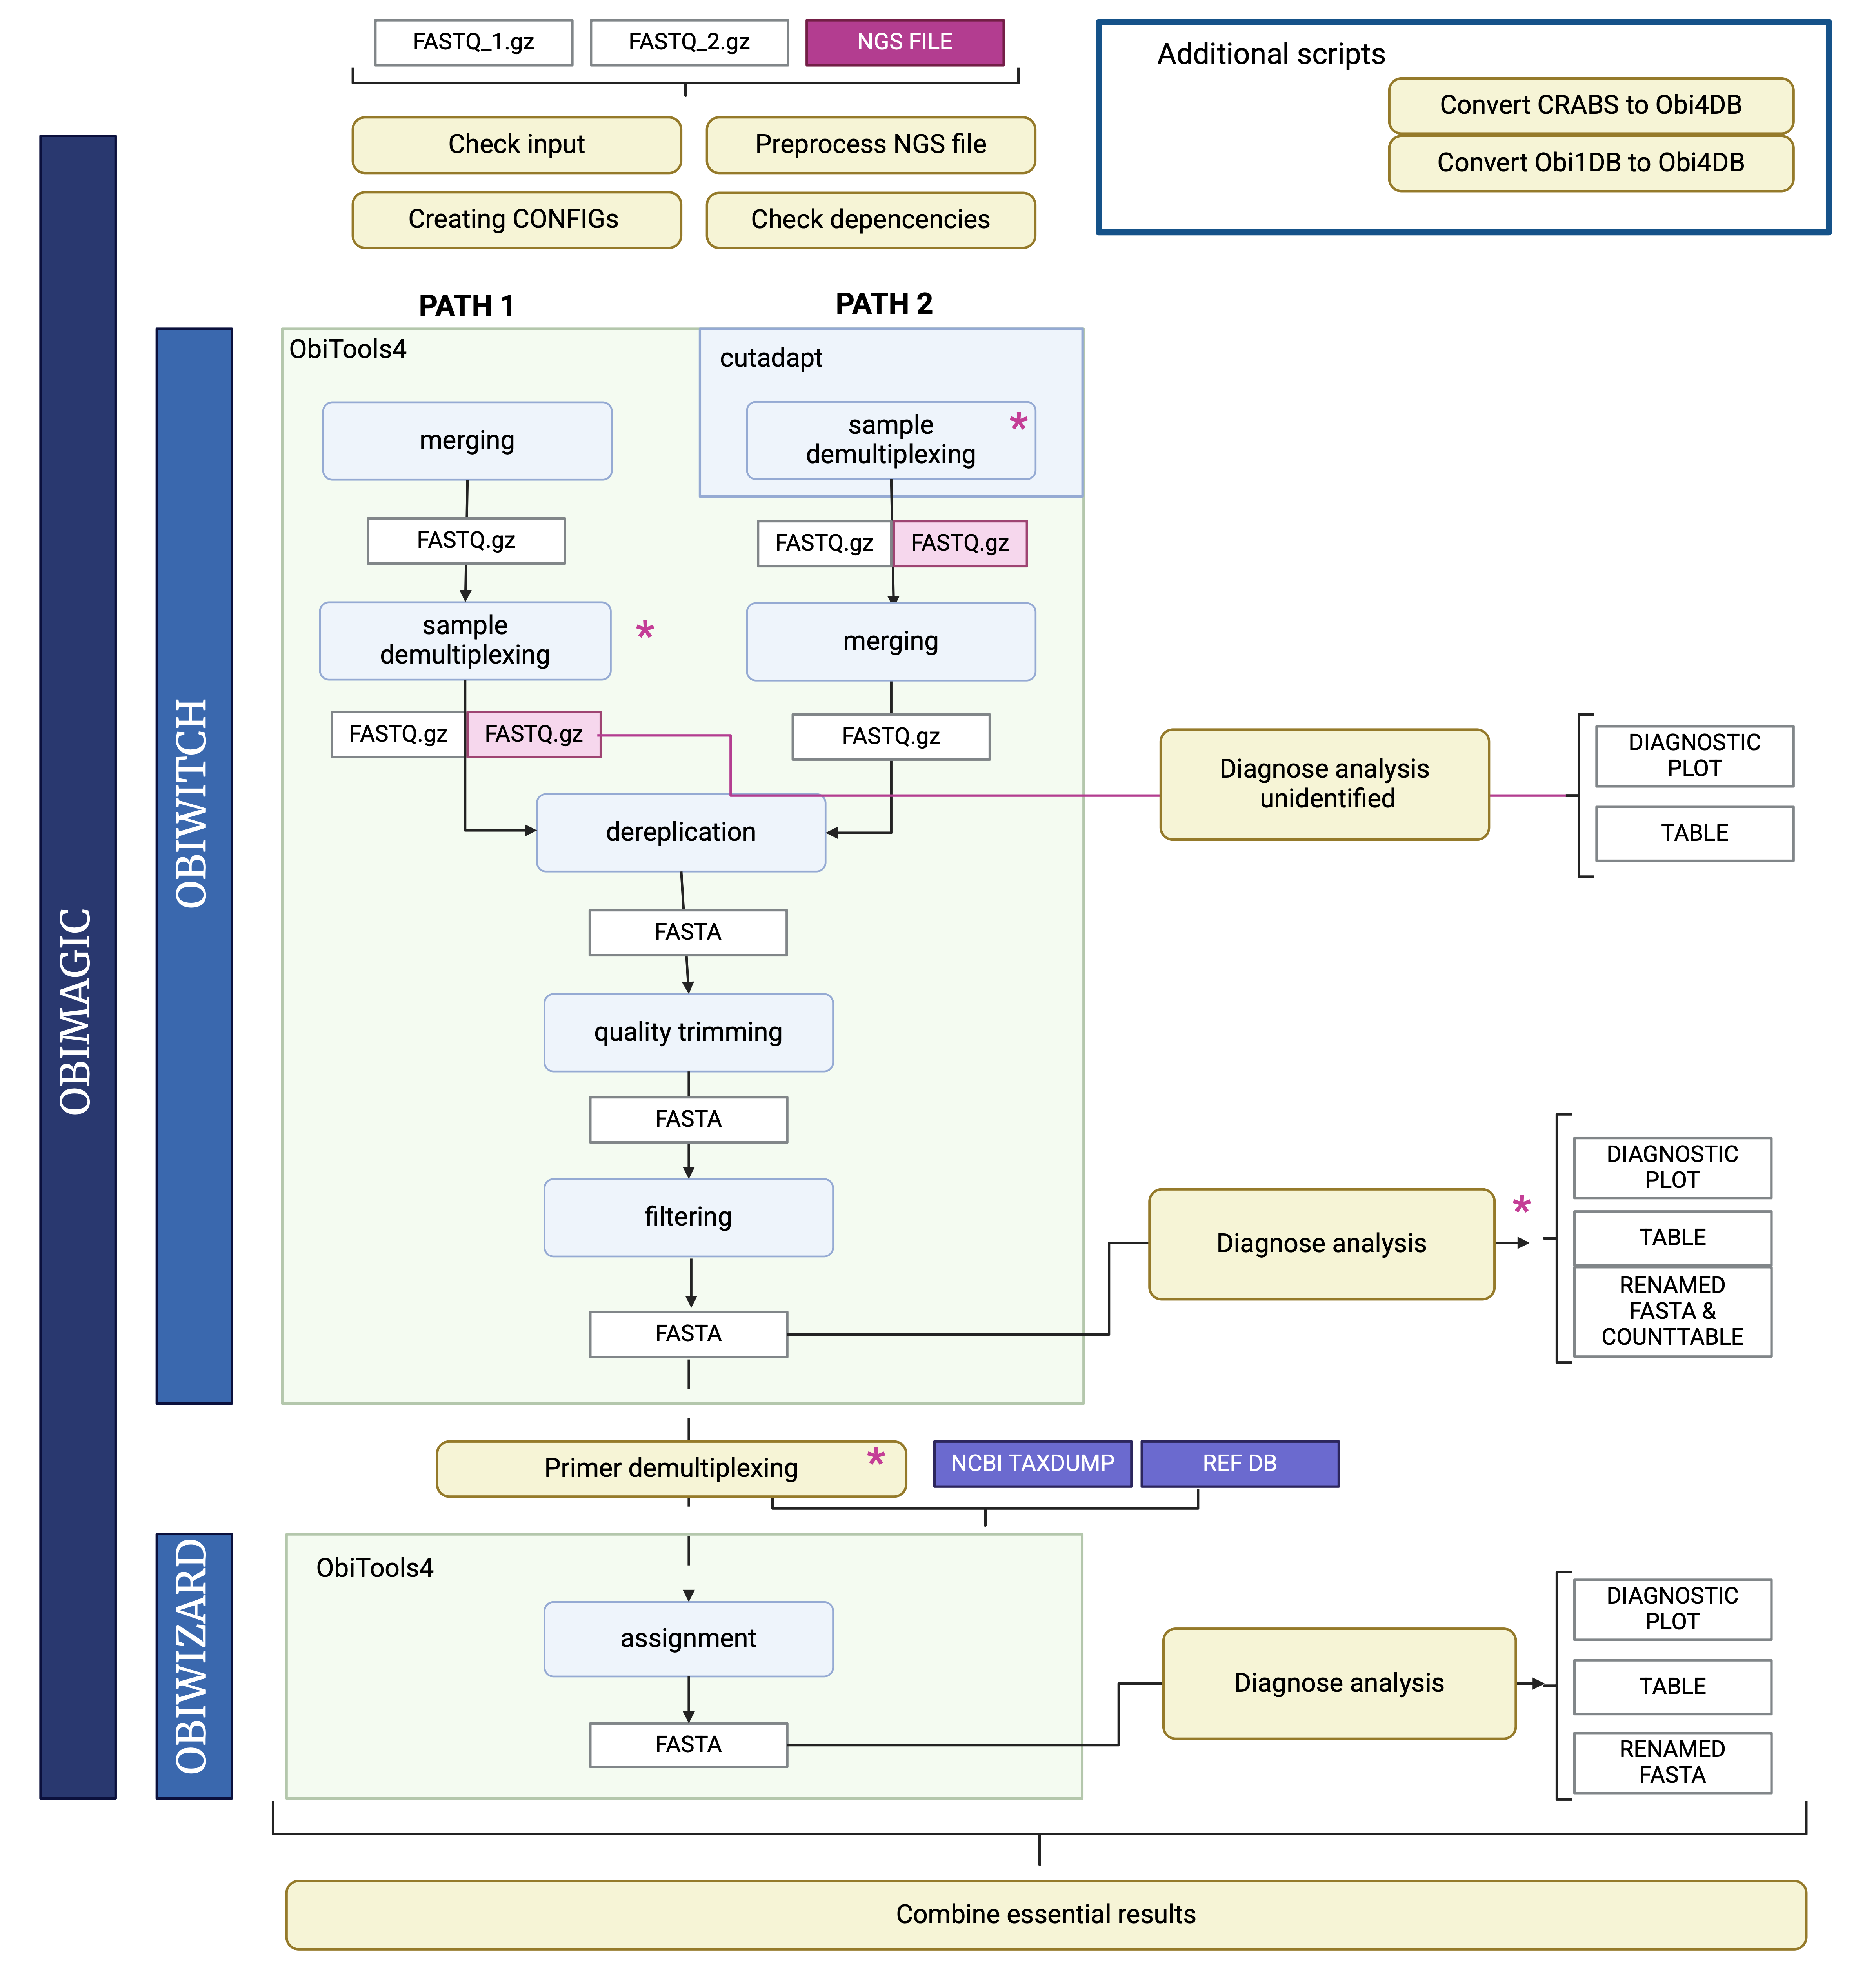 FASTQ_1.gz
FASTQ_2.gz
NGS FILE
Additional scripts
Convert CRABS to Obi4DB
Convert Obi1DB to Obi4DB
Check input
Preprocess NGS file
Creating CONFIGs
Check depencencies
PATH 1
PATH 2
ObiTools4
cutadapt
merging
sample
demultiplexing
*
FASTQ.gz
FASTQ.gz
FASTQ.gz
sample
demultiplexing
*
merging
FASTQ.gz
FASTQ.gz
FASTQ.gz
Diagnose analysis
unidentified
DIAGNOSTIC
PLOT
TABLE
dereplication
FASTA
quality trimming
FASTA
filtering
FASTA
Diagnose analysis
*
DIAGNOSTIC
PLOT
TABLE
RENAMED
FASTA &
COUNTTABLE
OBIMAGIC
OBIWITCH
Primer demultiplexing
*
NCBI TAXDUMP
REF DB
OBIWIZARD
ObiTools4
assignment
FASTA
Diagnose analysis
DIAGNOSTIC
PLOT
TABLE
RENAMED
FASTA
Combine essential results